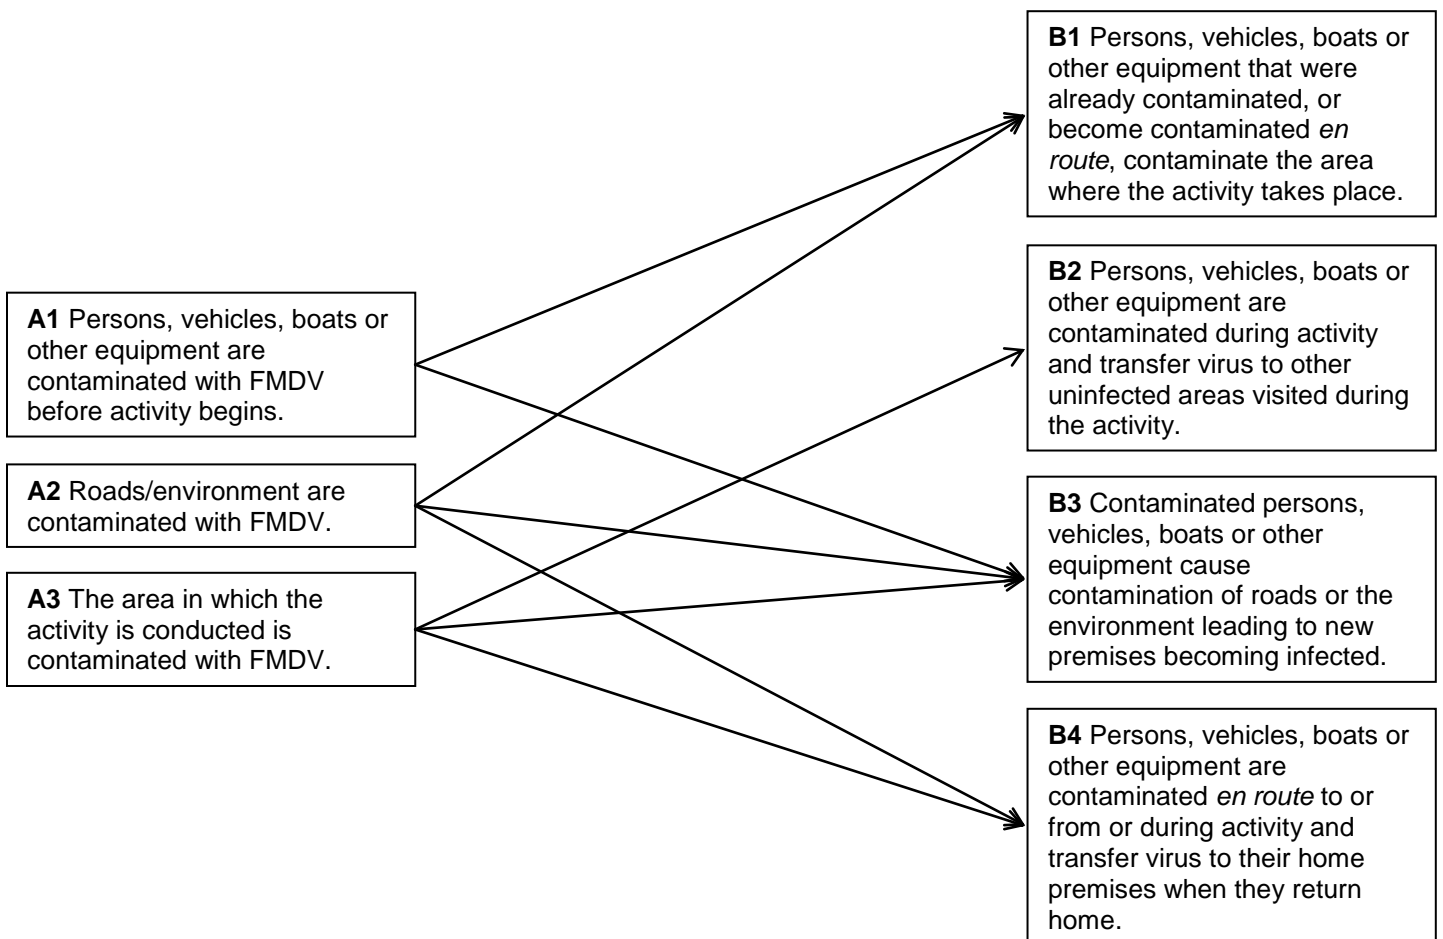 A1 Persons, vehicles, boats or
other equipment are
contaminated with FMDV
before activity begins.
A2 Roads/environment are
contaminated with FMDV.
A3 The area in which the
activity is conducted is
contaminated with FMDV.
B1 Persons, vehicles, boats or
other equipment that were
already contaminated, or
become contaminated en
route, contaminate the area
where the activity takes place.
B2 Persons, vehicles, boats or
other equipment are
contaminated during activity
and transfer virus to other
uninfected areas visited during
the activity.
B3 Contaminated persons,
vehicles, boats or other
equipment cause
contamination of roads or the
environment leading to new
premises becoming infected.
B4 Persons, vehicles, boats or
other equipment are
contaminated en route to or
from or during activity and
transfer virus to their home
premises when they return
home.